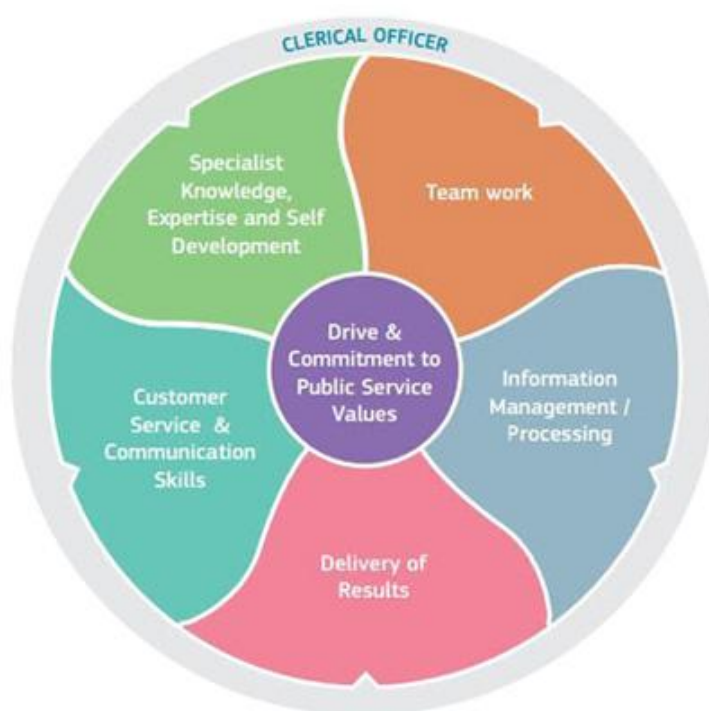 CLERICAL OFFICER
Specialist
Knowledge,
Expertise and Self
Development
Team work
Drive &
Commitment to
Public Service
Values
Information
Management /
Processing
Customer
Service &
Communication
Skills
Delivery of
Results